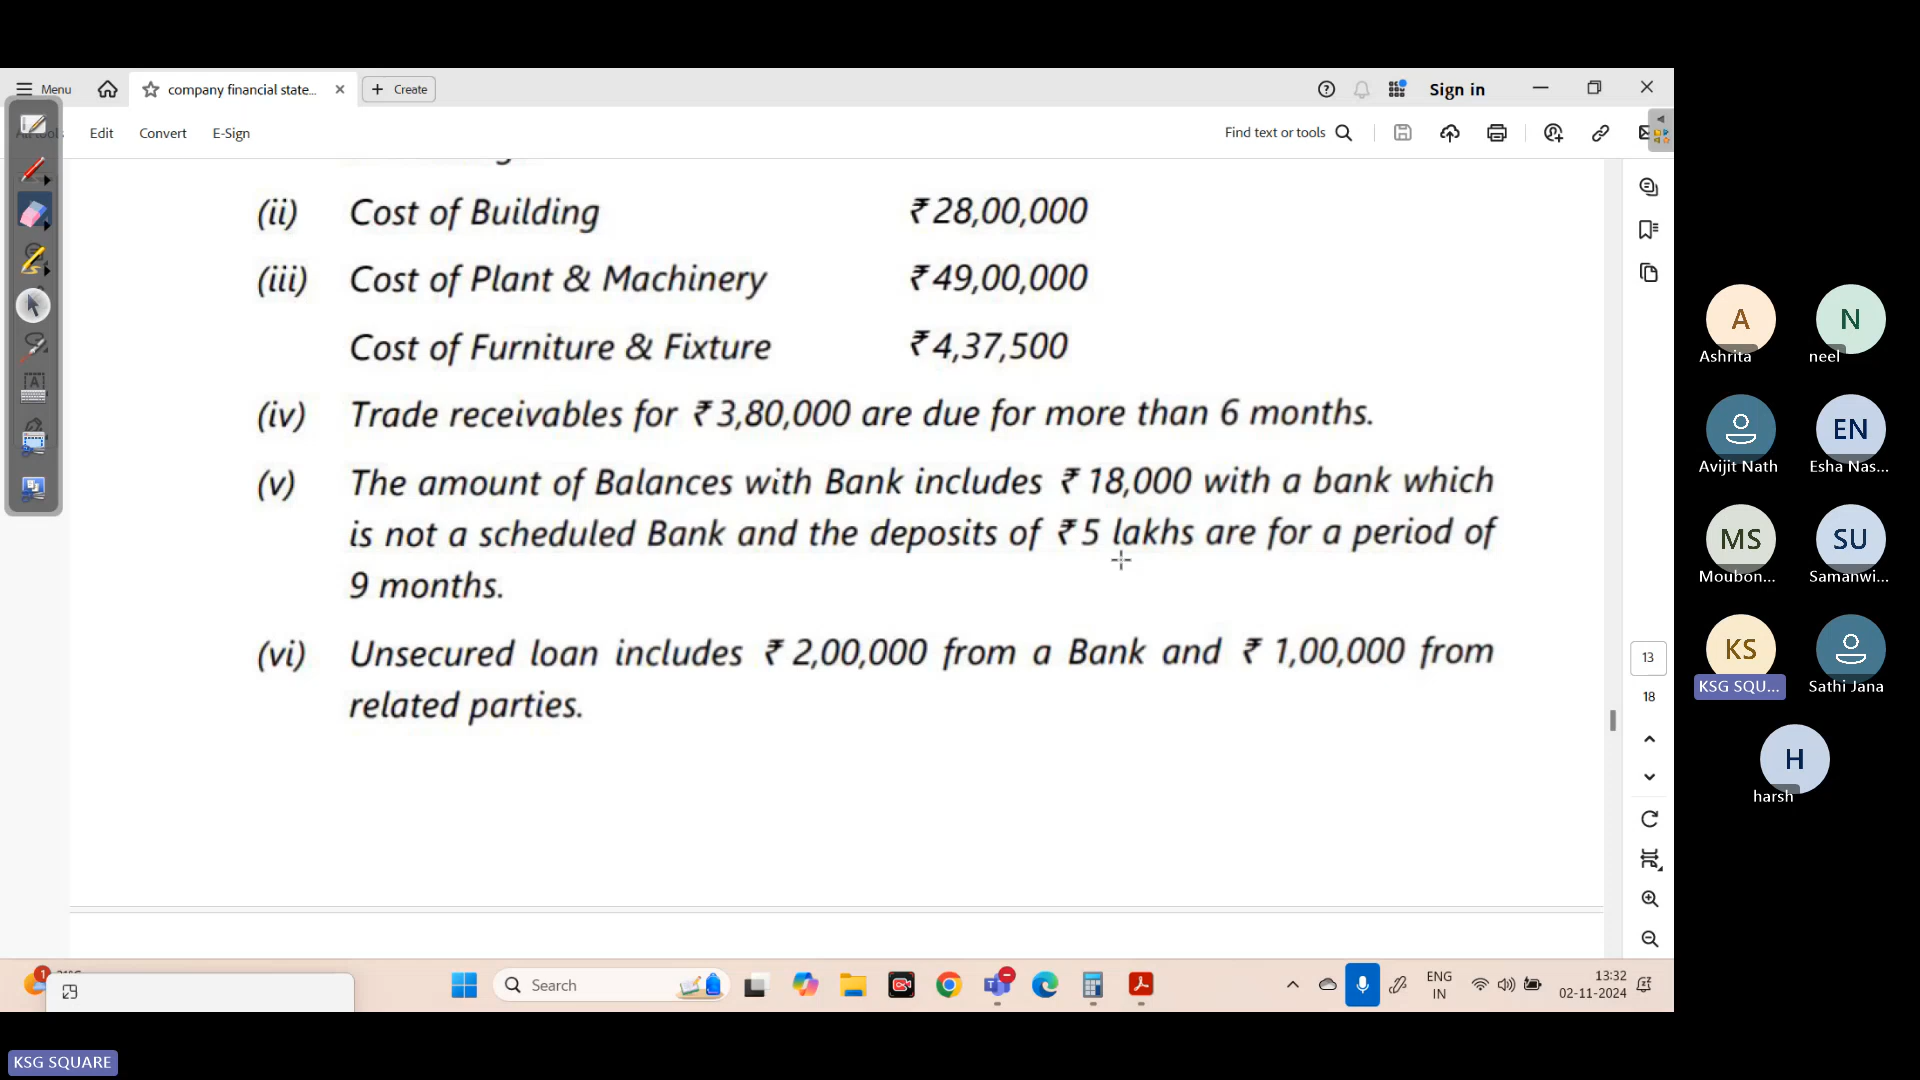 Menu
company financial state...
Create
Sign in
Edit
Convert
E-Sign
Find text or tools
(ii) Cost of Building ₹28,00,000
(iii) Cost of Plant & Machinery ₹49,00,000
Cost of Furniture & Fixture ₹4,37,500
(iv) Trade receivables for ₹3,80,000 are due for more than 6 months.
(v) The amount of Balances with Bank includes ₹ 18,000 with a bank which
is not a scheduled Bank and the deposits of ₹5 lakhs are for a period of
9 months.
(vi) Unsecured loan includes ₹ 2,00,000 from a Bank and ₹ 1,00,000 from
related parties.
13
18
A
Ashrita
N
neel
Avijit Nath
EN
Esha Nas...
MS
Moubon...
SU
Samanwi...
KS
KSG SQU...
Sathi Jana
H
harsh
1
Search
ENG
IN
13:32
02-11-2024
KSG SQUARE